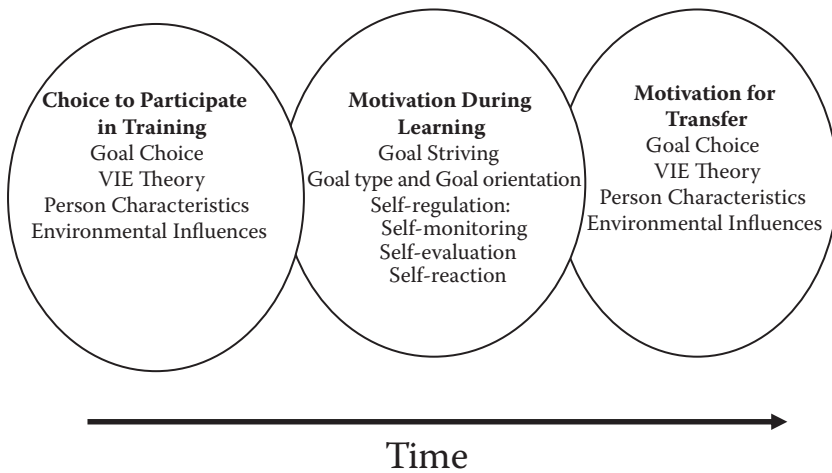 Choice to Participate
in Training
Goal Choice
VIE Theory
Person Characteristics
Environmental Influences
Motivation During
Learning
Goal Striving
Goal type and Goal orientation
Self-regulation:
Self-monitoring
Self-evaluation
Self-reaction
Motivation for
Transfer
Goal Choice
VIE Theory
Person Characteristics
Environmental Influences
Time